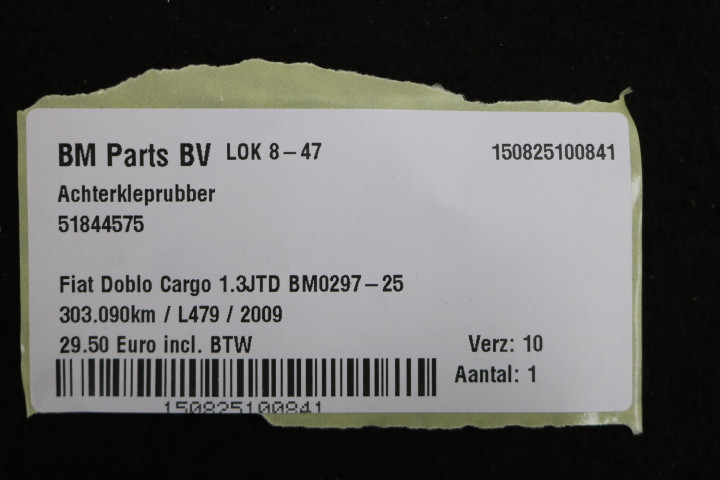 BM Parts BV LOK 8-47 150825100841
Achterkleprubber
51844575
Fiat Doblo Cargo 1.3JTD BM0297-25
303.090km / L479 / 2009
29.50 Euro incl. BTW Verz: 10
Aantal: 1
150825100841